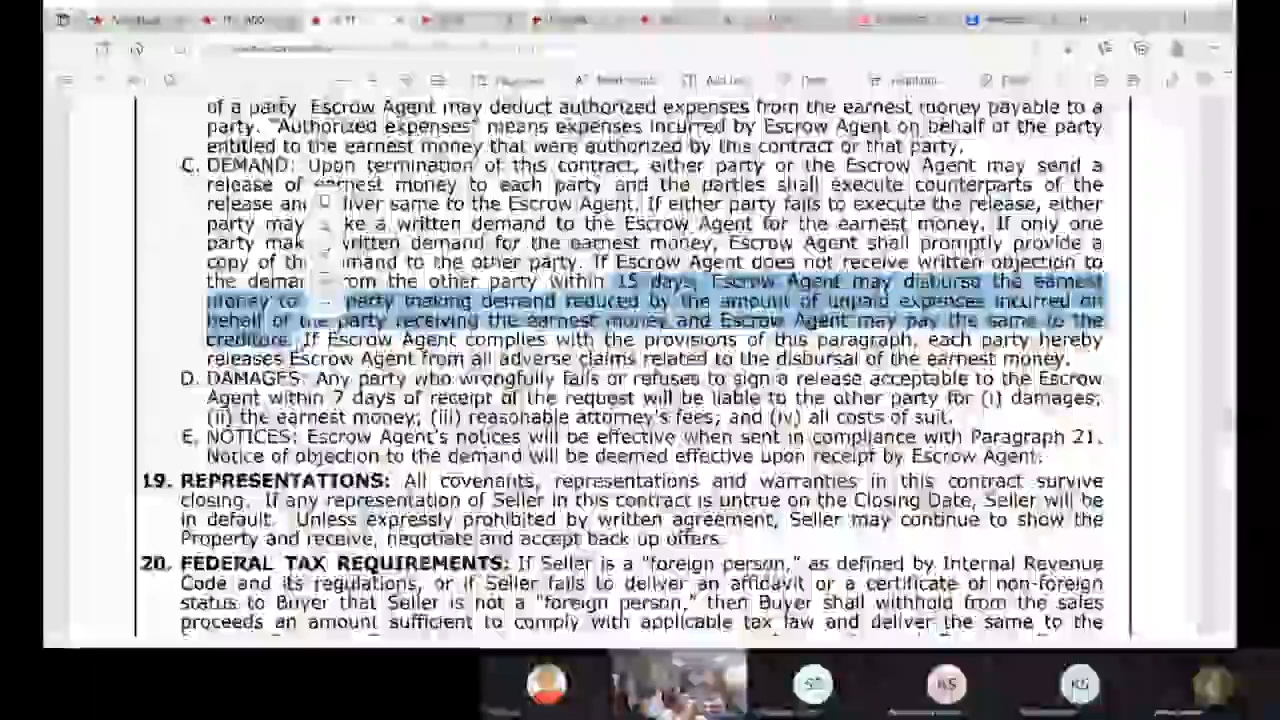 of a party. Escrow Agent may deduct authorized expenses from the earnest money payable to a
party. "Authorized expenses" means expenses incurred by Escrow Agent on behalf of the party
entitled to the earnest money that were authorized by this contract or that party.
C. DEMAND: Upon termination of this contract, either party or the Escrow Agent may send a
release of earnest money to each party and the parties shall execute counterparts of the
release and liver same to the Escrow Agent. If either party fails to execute the release, either
party may ke a written demand to the Escrow Agent for the earnest money. If only one
party mak written demand for the earnest money, Escrow Agent shall promptly provide a
copy of th mand to the other party. If Escrow Agent does not receive written objection to
the deman from the other party within 15 days, Escrow Agent may disburse the earnest
money to party making demand reduced by the amount of unpaid expenses incurred on
behalf of the party receiving the earnest money and Escrow Agent may pay the same to the
creditors. If Escrow Agent complies with the provisions of this paragraph, each party hereby
releases Escrow Agent from all adverse claims related to the disbursal of the earnest money.
D. DAMAGES: Any party who wrongfully fails or refuses to sign a release acceptable to the Escrow
Agent within 7 days of receipt of the request will be liable to the other party for (i) damages;
(ii) the earnest money; (iii) reasonable attorney's fees; and (iv) all costs of suit.
E. NOTICES: Escrow Agent's notices will be effective when sent in compliance with Paragraph 21.
Notice of objection to the demand will be deemed effective upon receipt by Escrow Agent.
19. REPRESENTATIONS: All covenants, representations and warranties in this contract survive
closing. If any representation of Seller in this contract is untrue on the Closing Date, Seller will be
in default. Unless expressly prohibited by written agreement, Seller may continue to show the
Property and receive, negotiate and accept back up offers.
20. FEDERAL TAX REQUIREMENTS: If Seller is a "foreign person," as defined by Internal Revenue
Code and its regulations, or if Seller fails to deliver an affidavit or a certificate of non-foreign
status to Buyer that Seller is not a "foreign person," then Buyer shall withhold from the sales
proceeds an amount sufficient to comply with applicable tax law and deliver the same to the
KS
KG